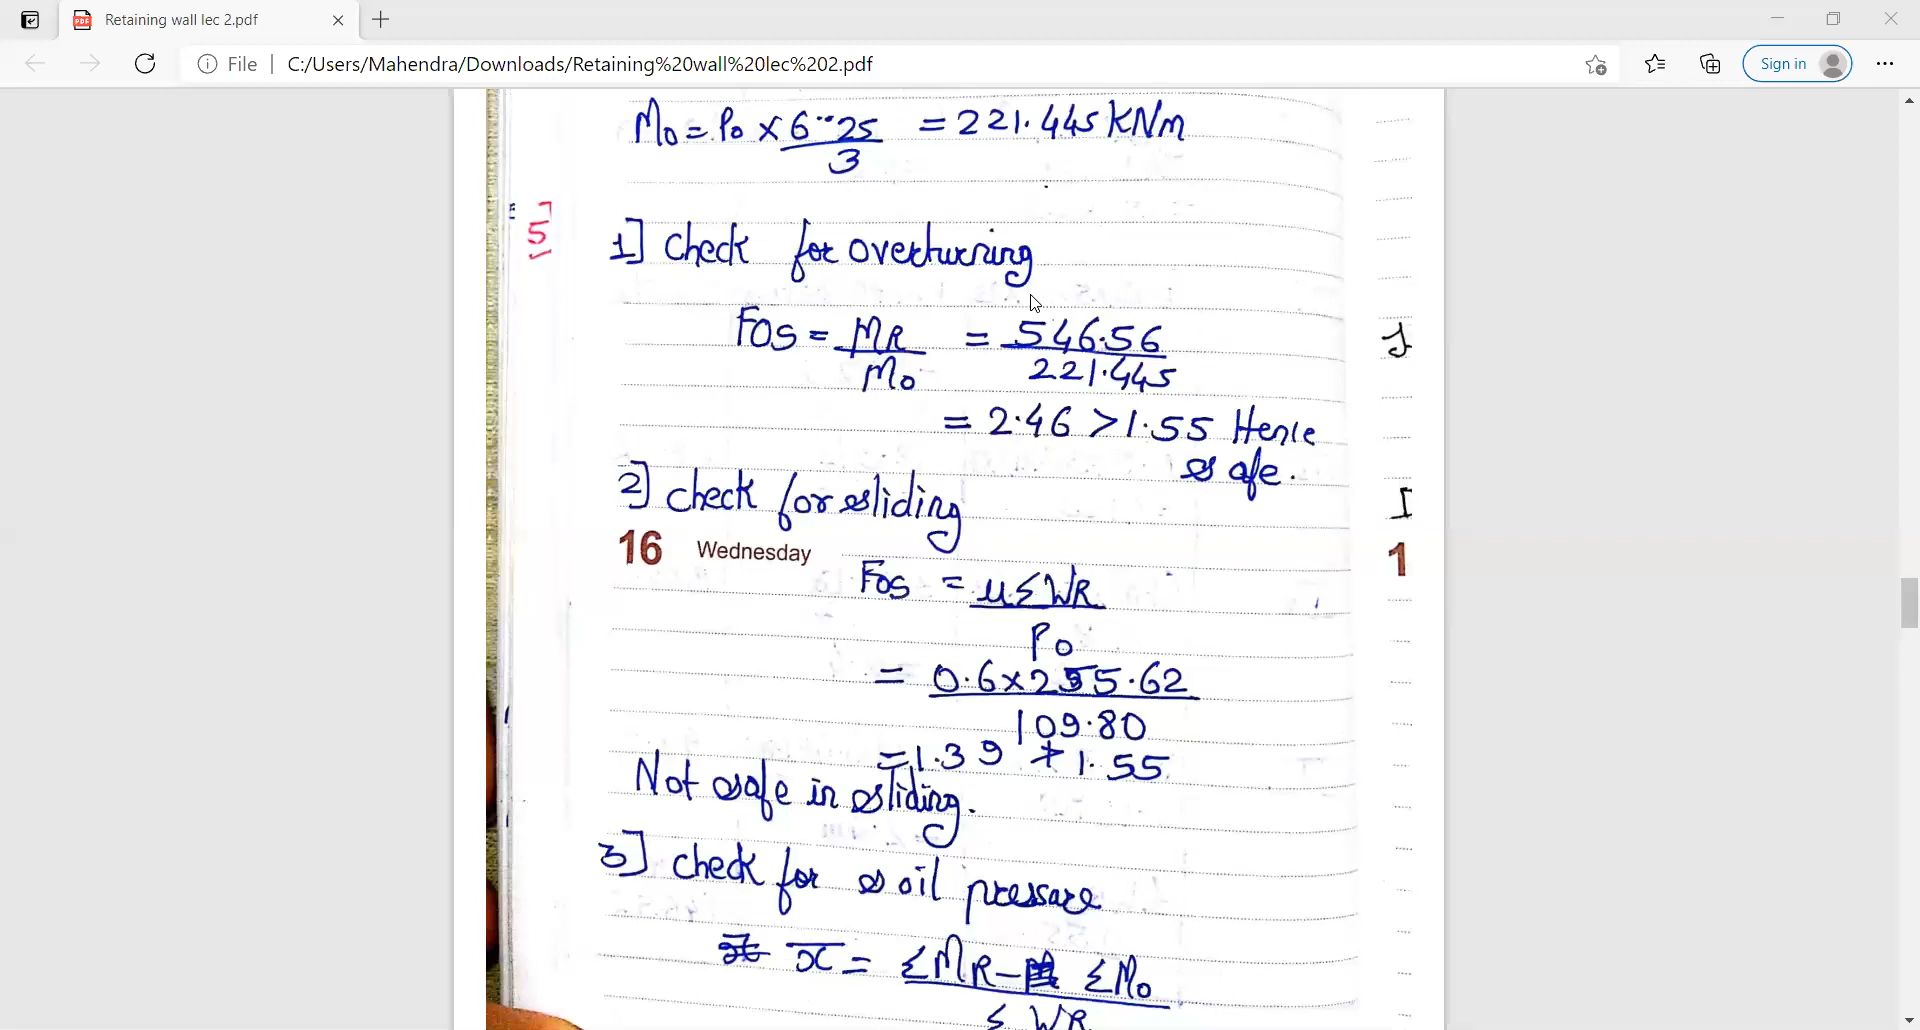 Retaining wall lec 2.pdf
File | C:/Users/Mahendra/Downloads/Retaining%20wall%20lec%202.pdf
Sign in
Mo = Po × 6.25 = 221.445 KNm
3
5]
1] Check for overturning
FOS = MR = 546.56
Mo 221.445
= 2.46 > 1.55 Hence
safe.
2] check for sliding
16 Wednesday
FOS = μΣWR
Po
= 0.6×255.62
109.80
= 1.39 ≯ 1.55
Not safe in sliding.
3] check for soil pressure
x̄ = ΣMR - ΣMo
ΣWR